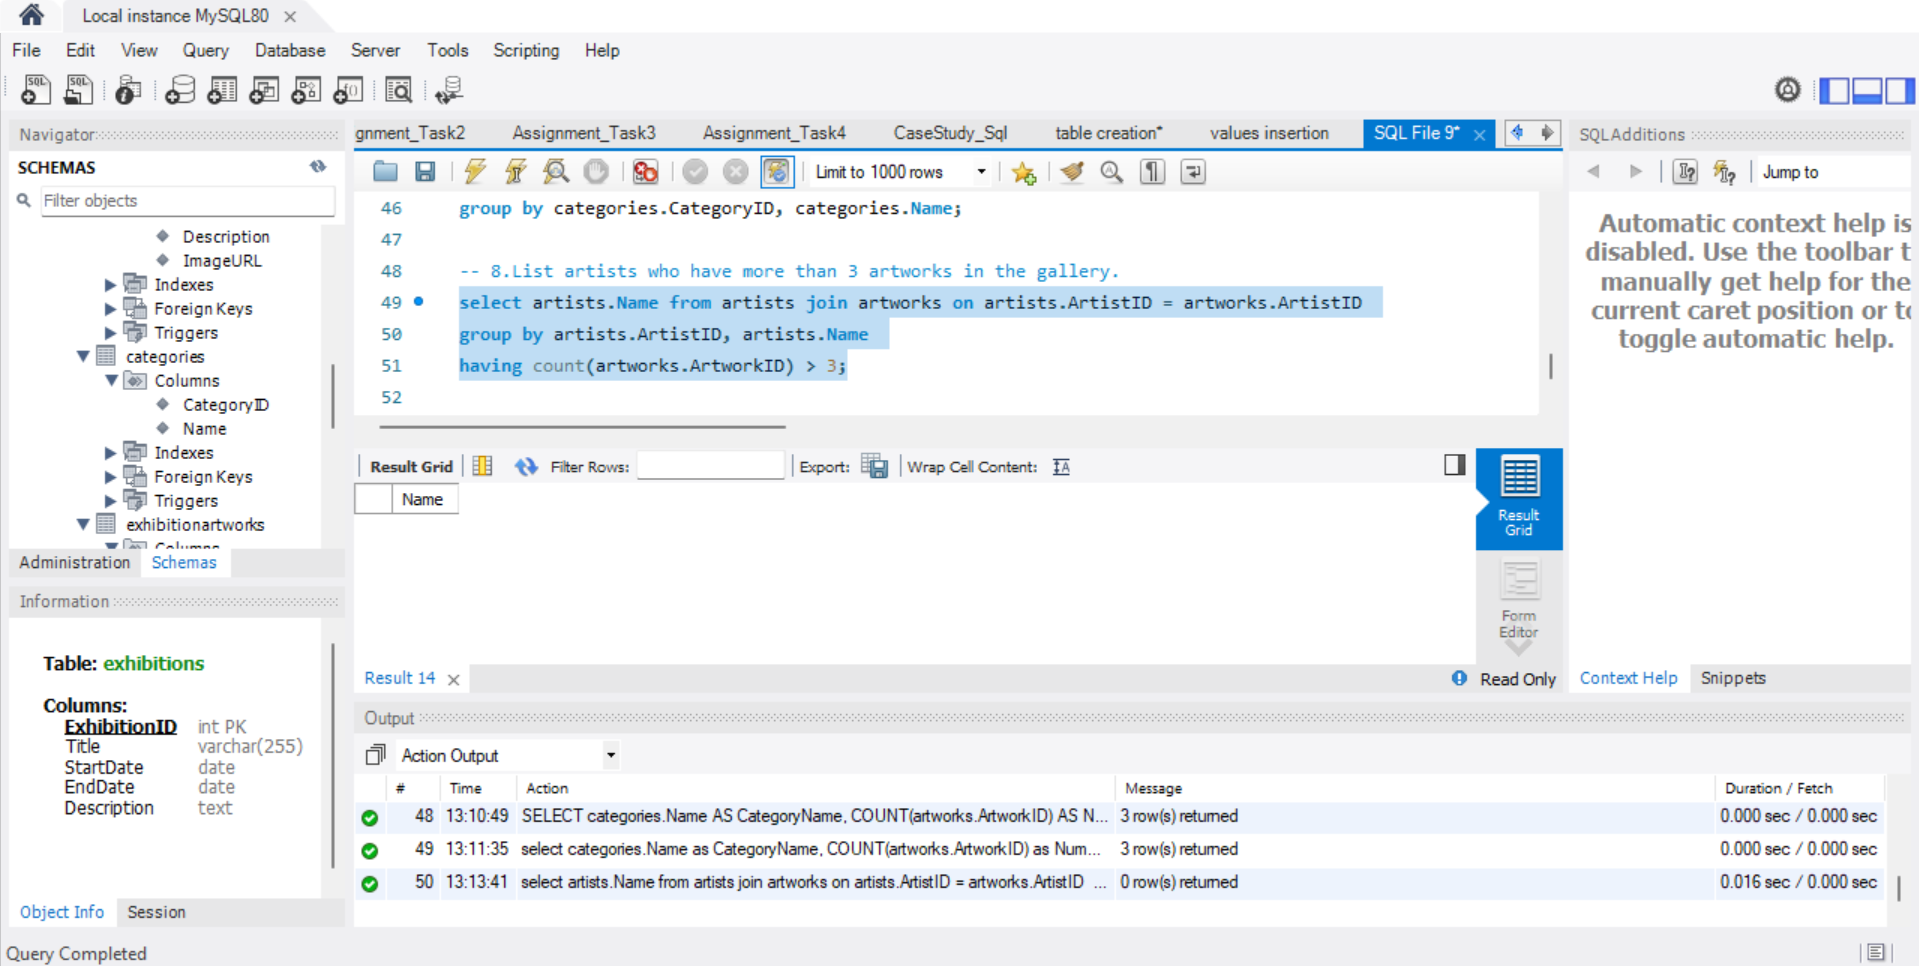 Local instance MySQL80
File Edit View Query Database Server Tools Scripting Help
Navigator
SCHEMAS
Filter objects
Description
ImageURL
Indexes
Foreign Keys
Triggers
categories
Columns
CategoryID
Name
Indexes
Foreign Keys
Triggers
exhibitionartworks
Columns
Administration Schemas
Information
Table: exhibitions
Columns:
ExhibitionID int PK
Title varchar(255)
StartDate date
EndDate date
Description text
Object Info Session
Query Completed
gnment_Task2 Assignment_Task3 Assignment_Task4 CaseStudy_Sql table creation* values insertion SQL File 9*
Limit to 1000 rows
46 group by categories.CategoryID, categories.Name;
47
48 -- 8.List artists who have more than 3 artworks in the gallery.
49 select artists.Name from artists join artworks on artists.ArtistID = artworks.ArtistID
50 group by artists.ArtistID, artists.Name
51 having count(artworks.ArtworkID) > 3;
52
Result Grid Filter Rows: Export: Wrap Cell Content:
Name
Result
Grid
Form
Editor
Result 14 Read Only
SQLAdditions
Jump to
Automatic context help is
disabled. Use the toolbar t
manually get help for the
current caret position or to
toggle automatic help.
Context Help Snippets
Output
Action Output
# Time Action Message Duration / Fetch
48 13:10:49 SELECT categories.Name AS CategoryName, COUNT(artworks.ArtworkID) AS N... 3 row(s) returned 0.000 sec / 0.000 sec
49 13:11:35 select categories.Name as CategoryName, COUNT(artworks.ArtworkID) as Num... 3 row(s) returned 0.000 sec / 0.000 sec
50 13:13:41 select artists.Name from artists join artworks on artists.ArtistID = artworks.ArtistID ... 0 row(s) returned 0.016 sec / 0.000 sec